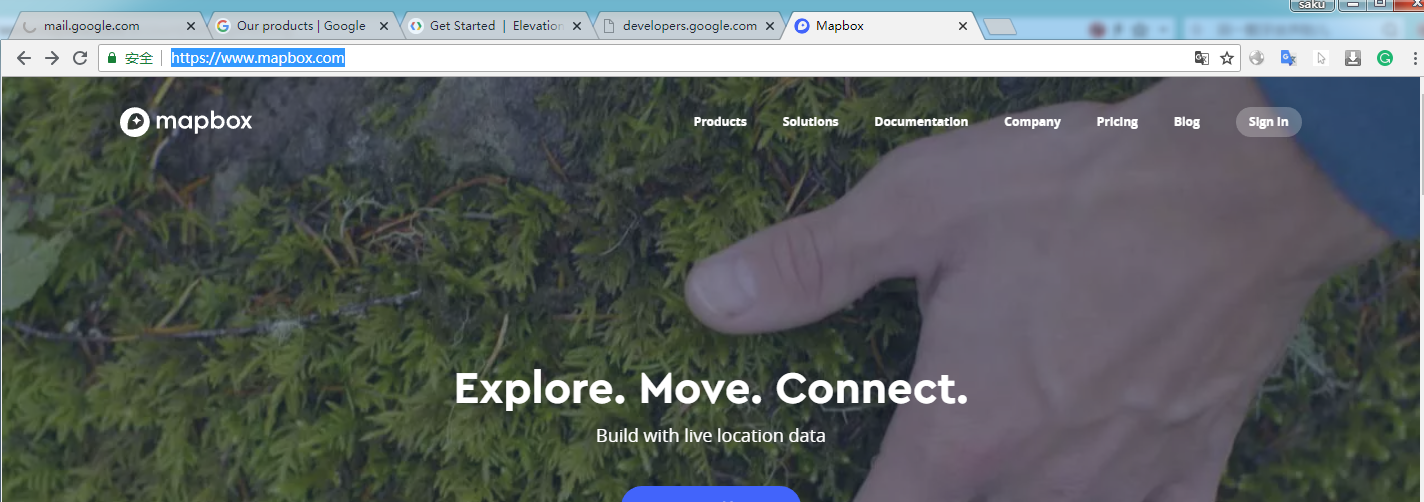 saku
mail.google.com
Our products | Google
Get Started | Elevation
developers.google.com
Mapbox
安全
https://www.mapbox.com
mapbox
Products
Solutions
Documentation
Company
Pricing
Blog
Sign in
Explore. Move. Connect.
Build with live location data